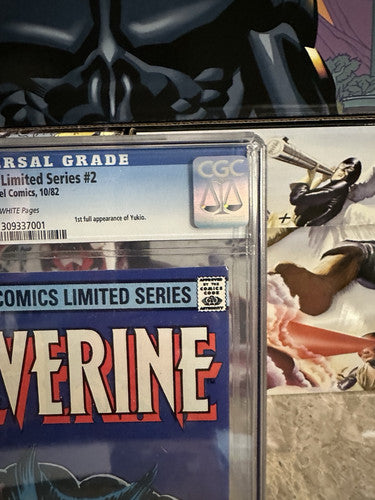 ERSAL GRADE
Limited Series #2
el Comics, 10/82
WHITE Pages
1st full appearance of Yukio.
309337001
CGC
COMICS LIMITED SERIES
APPROVED
BY THE
COMICS
CODE
AUTHORITY
VERINE